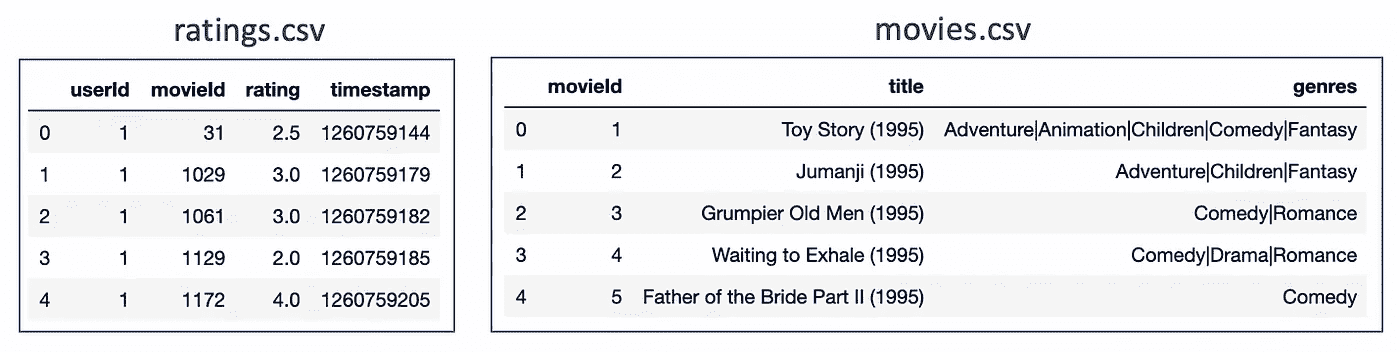 ratings.csv
userId movieId rating timestamp
0 1 31 2.5 1260759144
1 1 1029 3.0 1260759179
2 1 1061 3.0 1260759182
3 1 1129 2.0 1260759185
4 1 1172 4.0 1260759205
movies.csv
movieId title genres
0 1 Toy Story (1995) Adventure|Animation|Children|Comedy|Fantasy
1 2 Jumanji (1995) Adventure|Children|Fantasy
2 3 Grumpier Old Men (1995) Comedy|Romance
3 4 Waiting to Exhale (1995) Comedy|Drama|Romance
4 5 Father of the Bride Part II (1995) Comedy